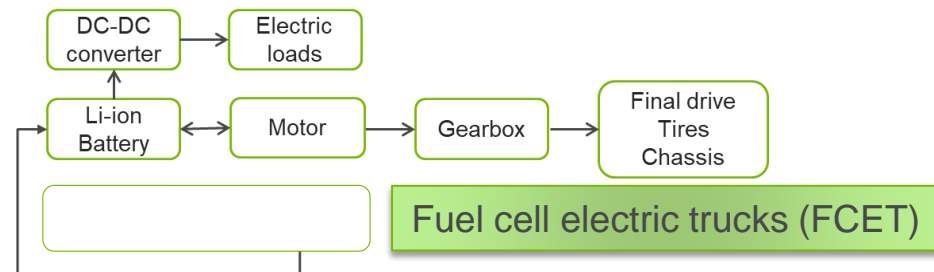 DC-DC
converter
Electric
loads
Li-ion
Battery
Motor
Gearbox
Final drive
Tires
Chassis
Fuel cell electric trucks (FCET)